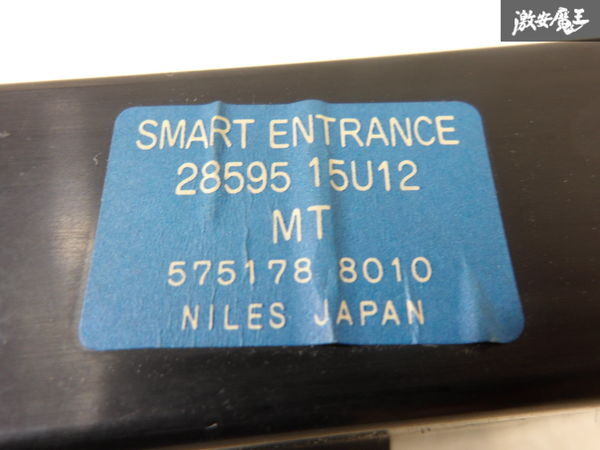 激安魔王
SMART ENTRANCE
28595 15U12
MT
575178 8010
NILES JAPAN